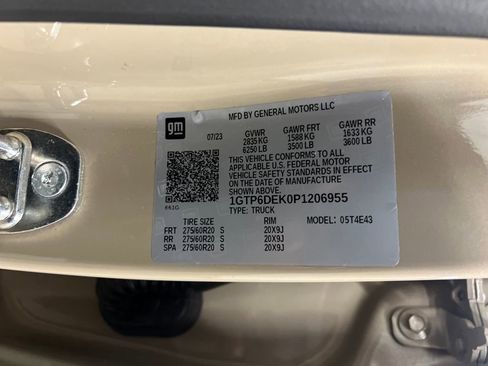 MFD BY GENERAL MOTORS LLC
gm
07/23 GVWR GAWR FRT GAWR RR
2835 KG 1588 KG 1633 KG
6250 LB 3500 LB 3600 LB
THIS VEHICLE CONFORMS TO ALL
APPLICABLE U.S. FEDERAL MOTOR
VEHICLE SAFETY STANDARDS IN EFFECT
ON THE DATE OF MANUFACTURE
SHOWN ABOVE.
1GTP6DEK0P1206955
TYPE: TRUCK
661G
TIRE SIZE RIM MODEL: 05T4E43
FRT 275/60R20 S 20X9J
RR 275/60R20 S 20X9J
SPA 275/60R20 S 20X9J